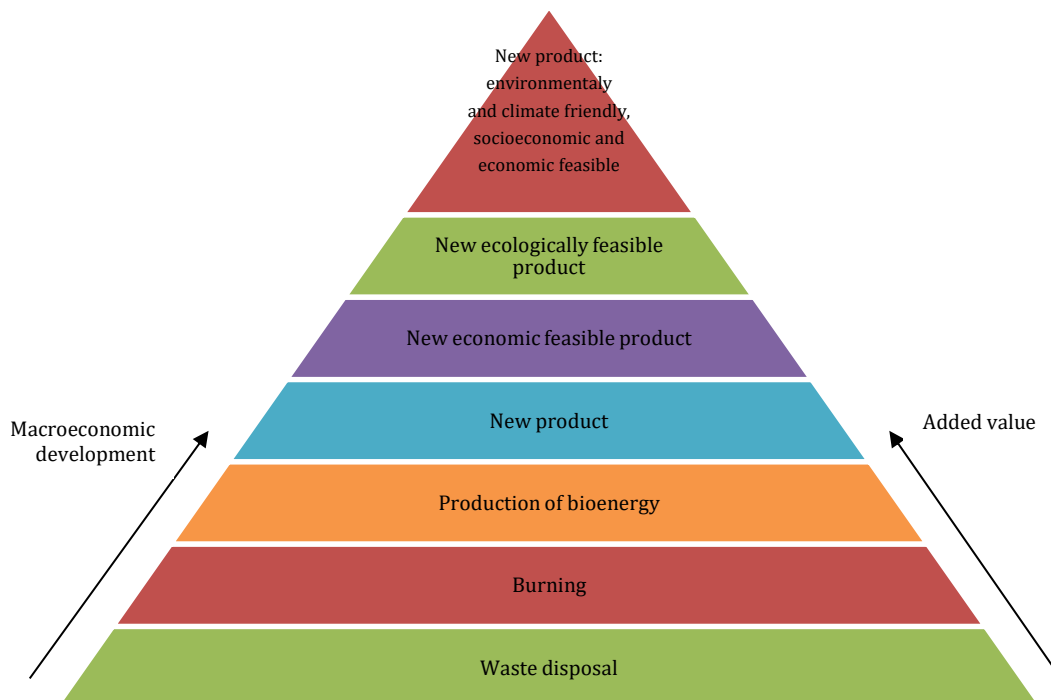 New product:
environmentaly
and climate friendly,
socioeconomic and
economic feasible
New ecologically feasible
product
New economic feasible product
New product
Macroeconomic
development
Added value
Production of bioenergy
Burning
Waste disposal